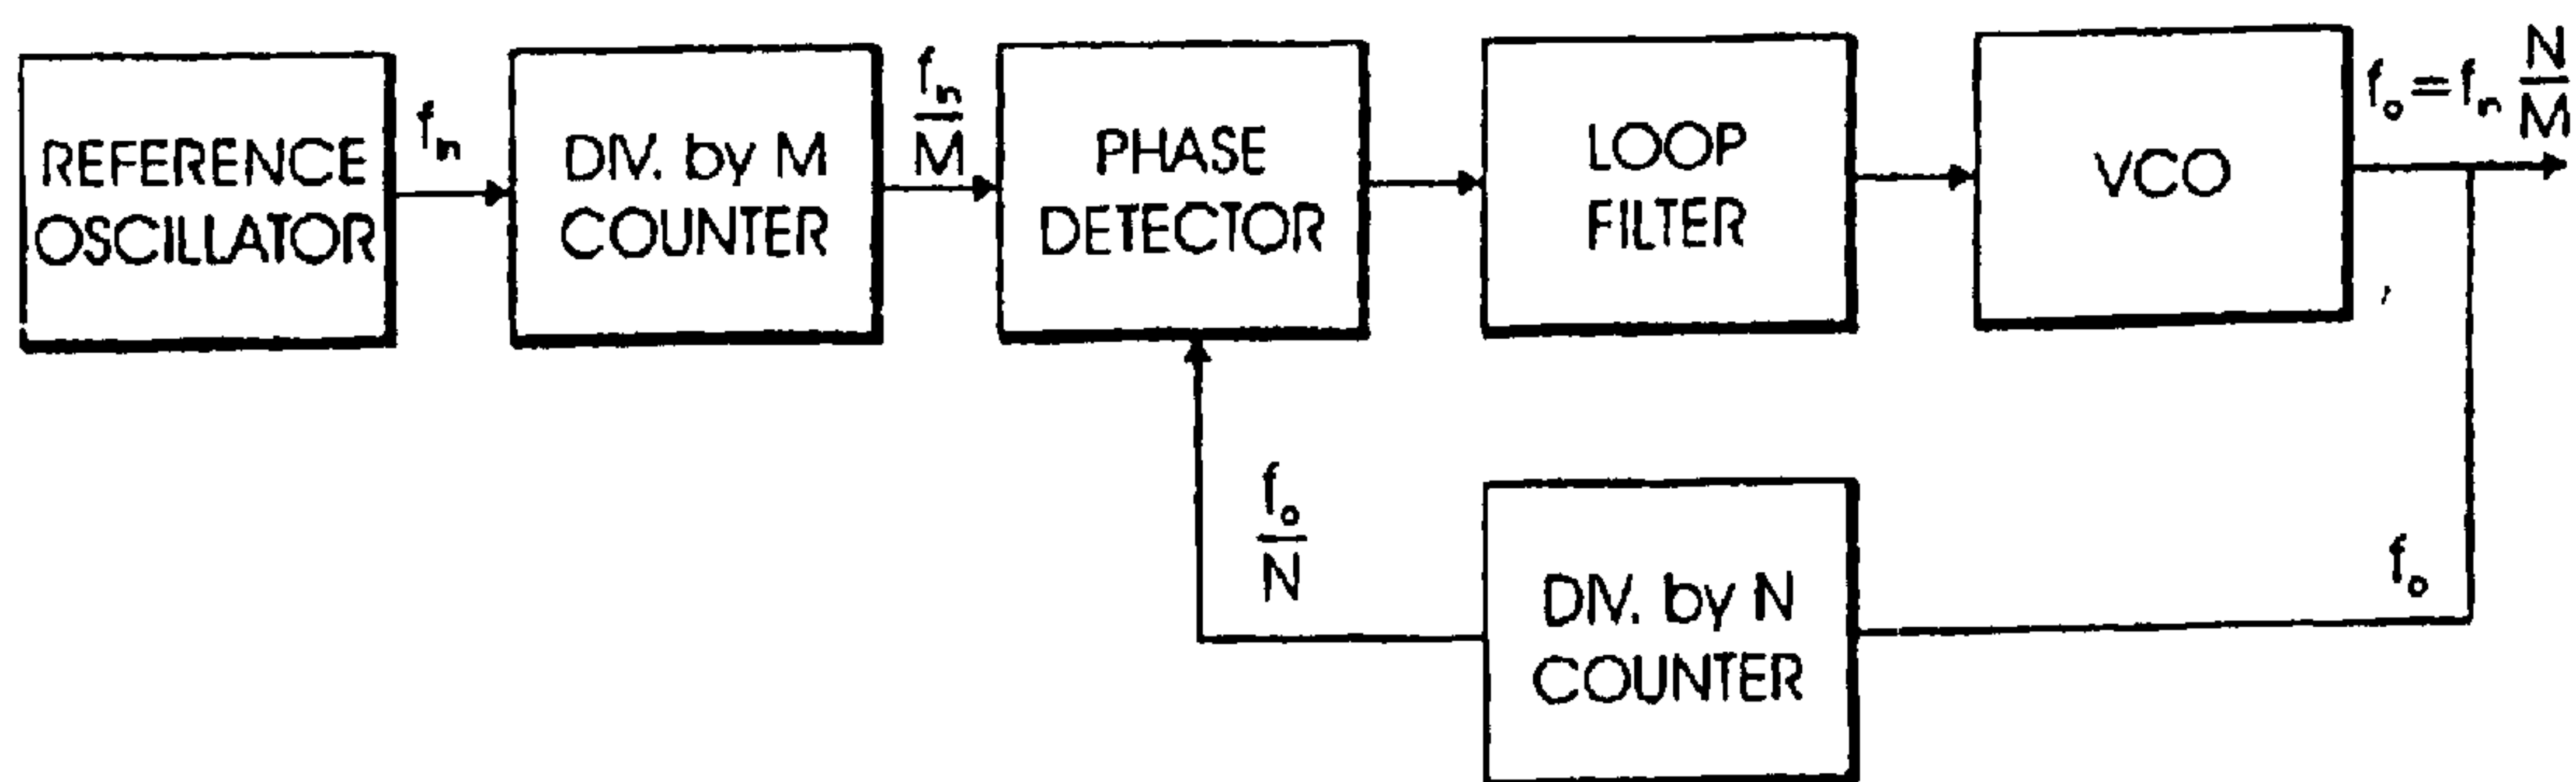 REFERENCE
OSCILLATOR
fin
DIV. by M
COUNTER
fin
M
PHASE
DETECTOR
LOOP
FILTER
VCO
fo = fin N
M
fo
N
DIV. by N
COUNTER
fo